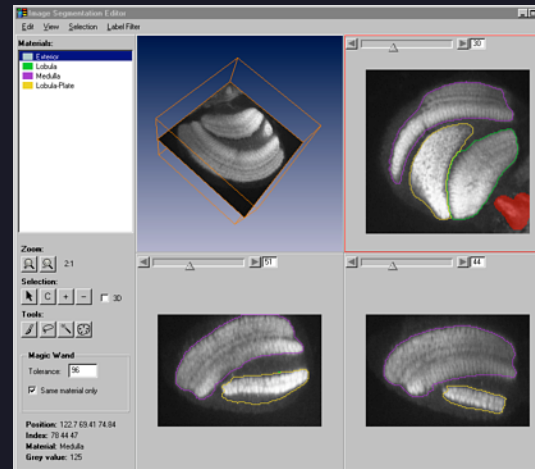 Image Segmentation Editor
Edit View Selection Label Filter
Materials:
Exterior
Lobula
Medulla
Lobula-Plate
30
Zoom:
2:1
51
44
Selection:
C + − 3D
Tools:
Magic Wand
Tolerance: 96
Same material only
Position: 122.7 69.41 74.84
Index: 78 44 47
Material: Medulla
Grey value: 125